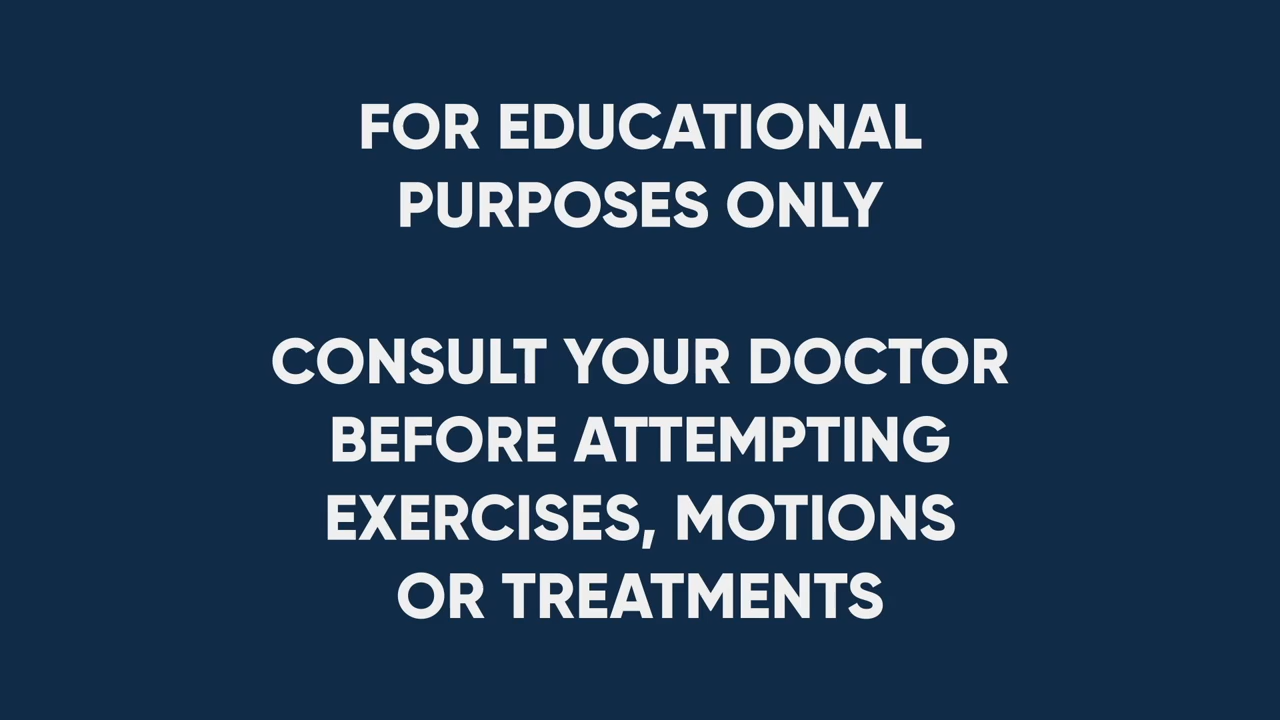 FOR EDUCATIONAL
PURPOSES ONLY
CONSULT YOUR DOCTOR
BEFORE ATTEMPTING
EXERCISES, MOTIONS
OR TREATMENTS